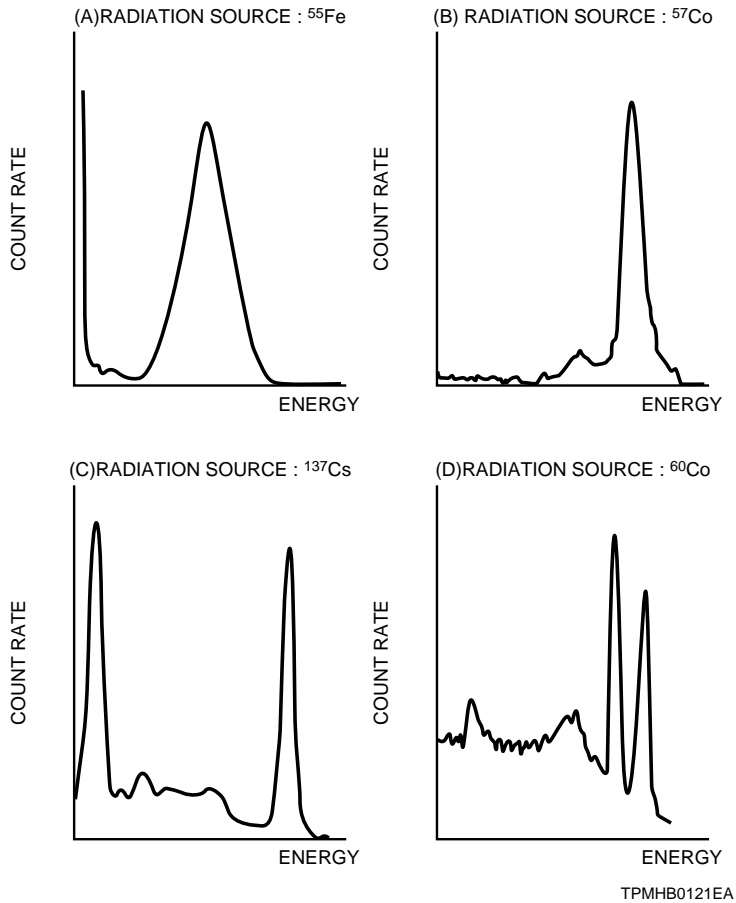 (A)RADIATION SOURCE : ⁵⁵Fe
COUNT RATE
ENERGY
(B) RADIATION SOURCE : ⁵⁷Co
COUNT RATE
ENERGY
(C)RADIATION SOURCE : ¹³⁷Cs
COUNT RATE
ENERGY
(D)RADIATION SOURCE : ⁶⁰Co
COUNT RATE
ENERGY
TPMHB0121EA